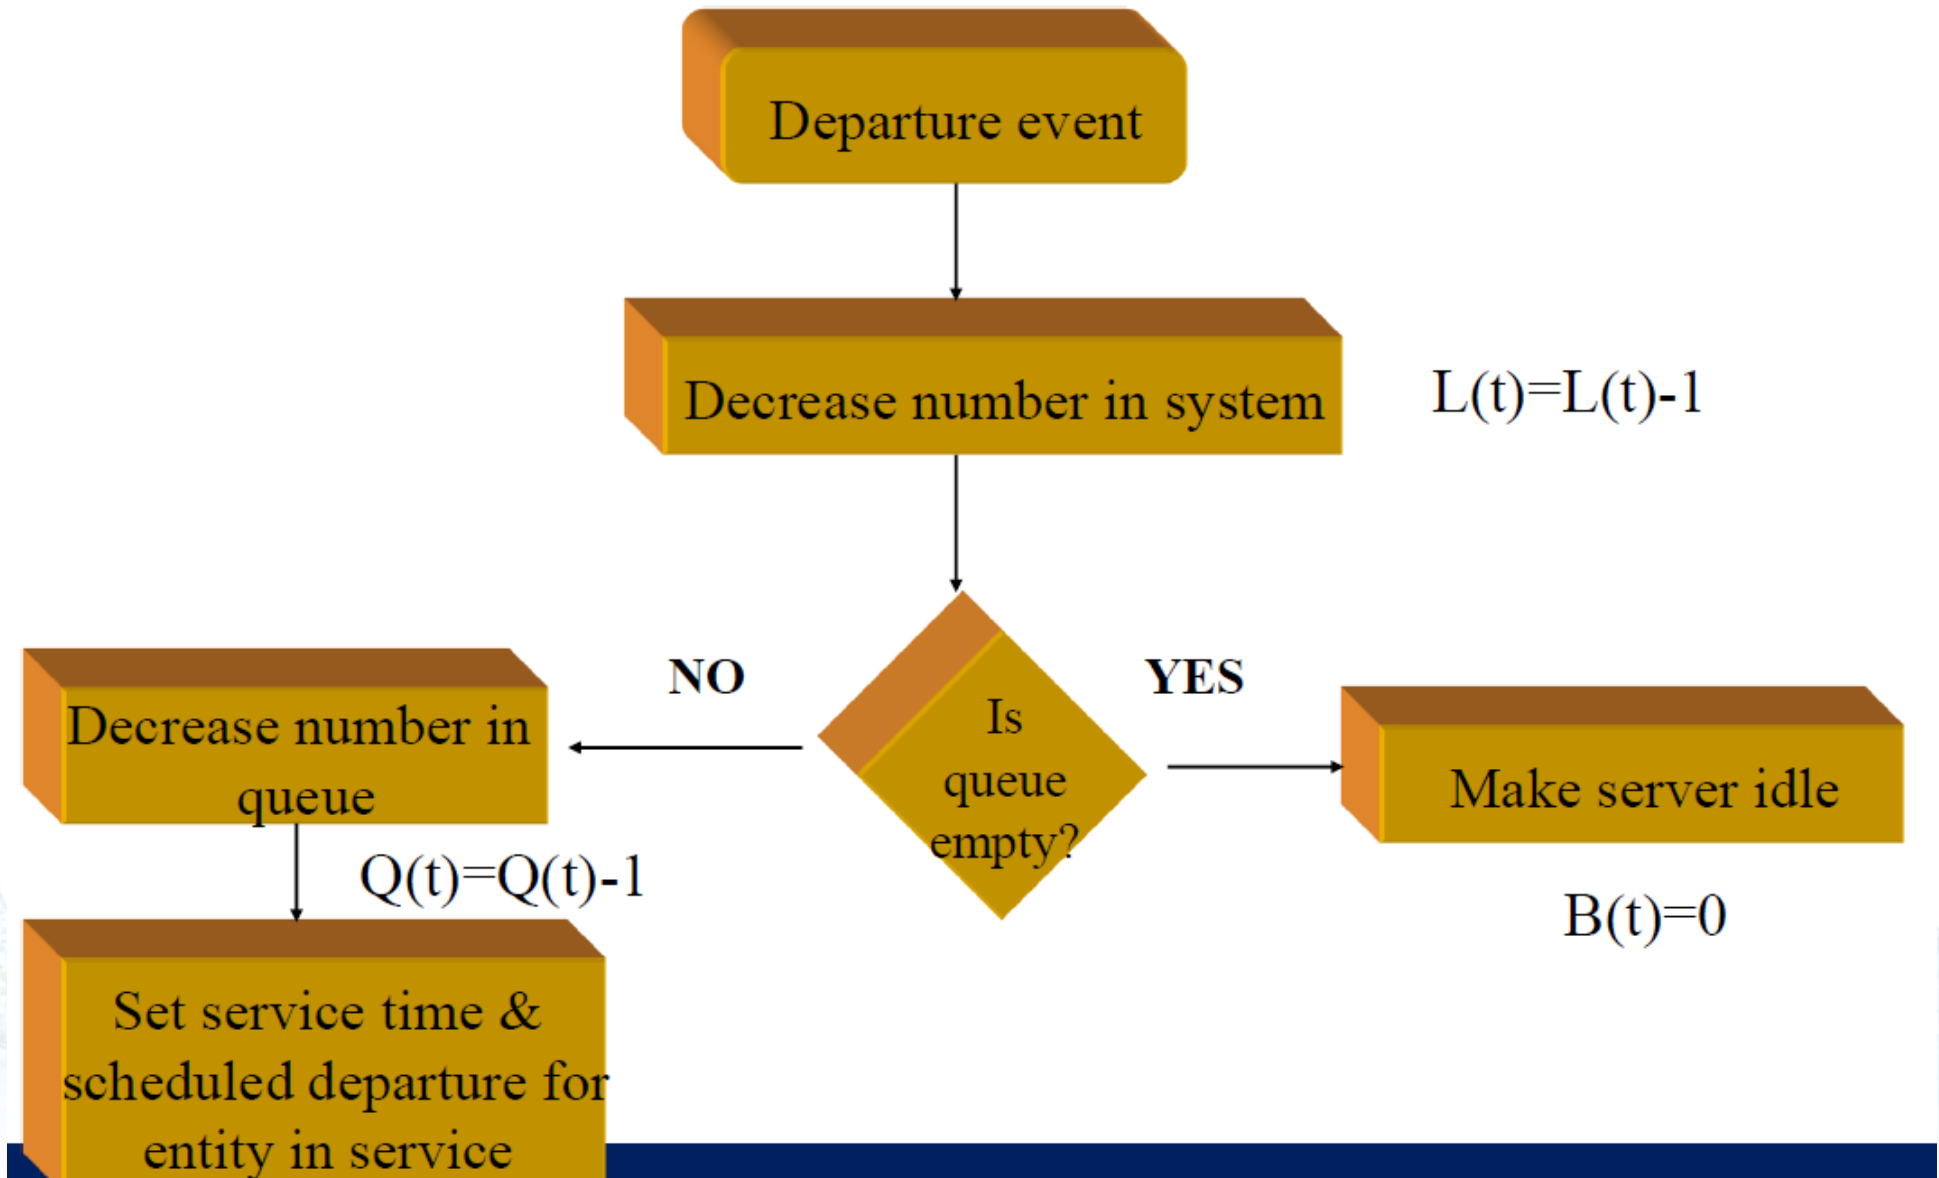 Departure event
Decrease number in system
L(t)=L(t)-1
NO
YES
Is
queue
empty?
Decrease number in
queue
Q(t)=Q(t)-1
Make server idle
B(t)=0
Set service time &
scheduled departure for
entity in service